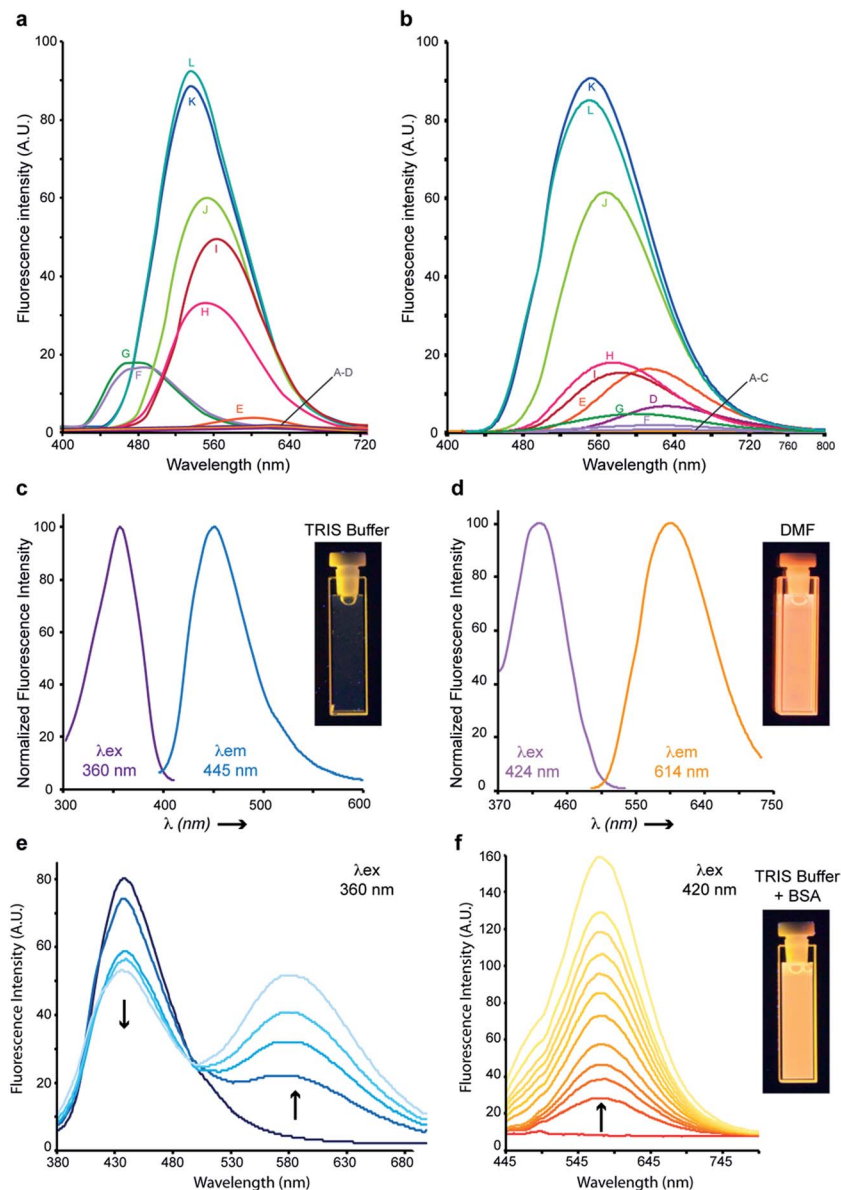 a
100
80
60
40
20
0
400 480 560 640 720
Fluorescence intensity (A.U.)
Wavelength (nm)
L
K
J
I
H
G
F
E
A-D
b
100
80
60
40
20
0
400 480 560 640 720 760 800
Fluorescence intensity (A.U.)
Wavelength (nm)
K
L
J
H
I
E
G
D
F
A-C
c
100
80
60
40
20
0
300 400 500 600
Normalized Fluorescence Intensity
λ (nm) →
λex
360 nm
λem
445 nm
TRIS Buffer
d
100
80
60
40
20
0
370 460 550 640 750
Normalized Fluorescence Intensity
λ (nm) →
λex
424 nm
λem
614 nm
DMF
e
80
60
40
20
0
380 430 480 530 580 630 680
Fluorescence Intensity (A.U.)
Wavelength (nm)
λex
360 nm
f
160
140
120
100
80
60
40
20
0
445 545 645 745
Fluorescence Intensity (A.U.)
Wavelength (nm)
λex
420 nm
TRIS Buffer
+ BSA